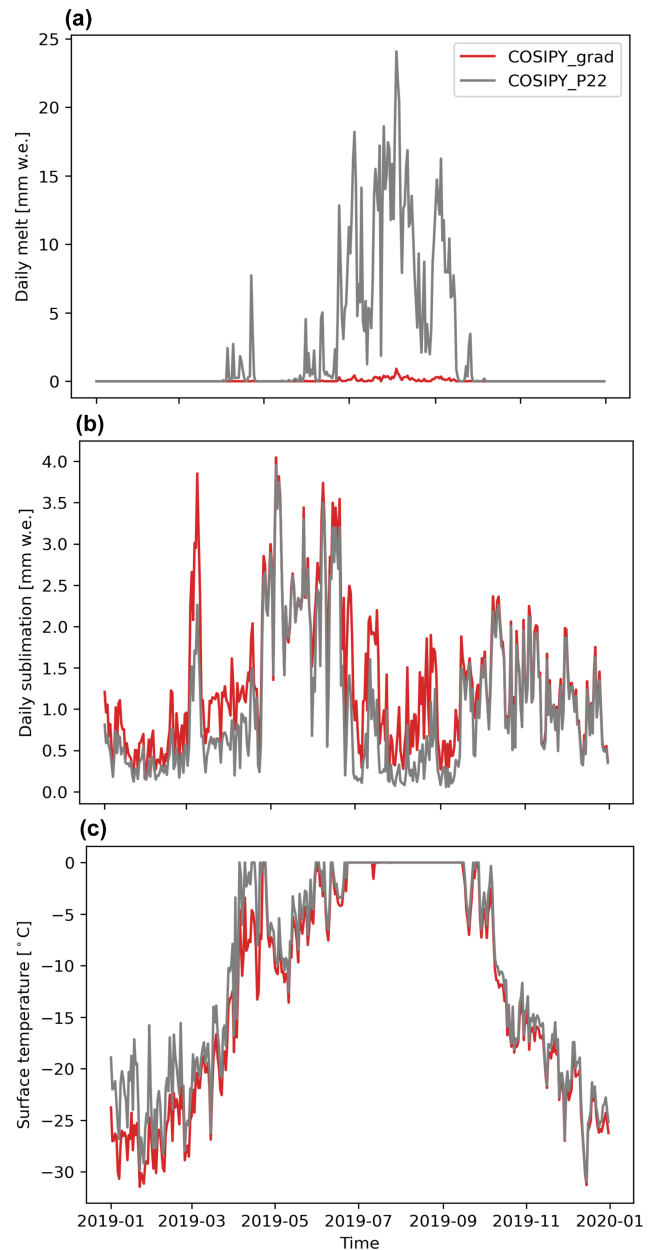 (a)
25
20
15
10
5
0
Daily melt [mm w.e.]
COSIPY_grad
COSIPY_P22
(b)
4.0
3.5
3.0
2.5
2.0
1.5
1.0
0.5
0.0
Daily sublimation [mm w.e.]
(c)
0
−5
−10
−15
−20
−25
−30
Surface temperature [°C]
2019-01 2019-03 2019-05 2019-07 2019-09 2019-11 2020-01
Time